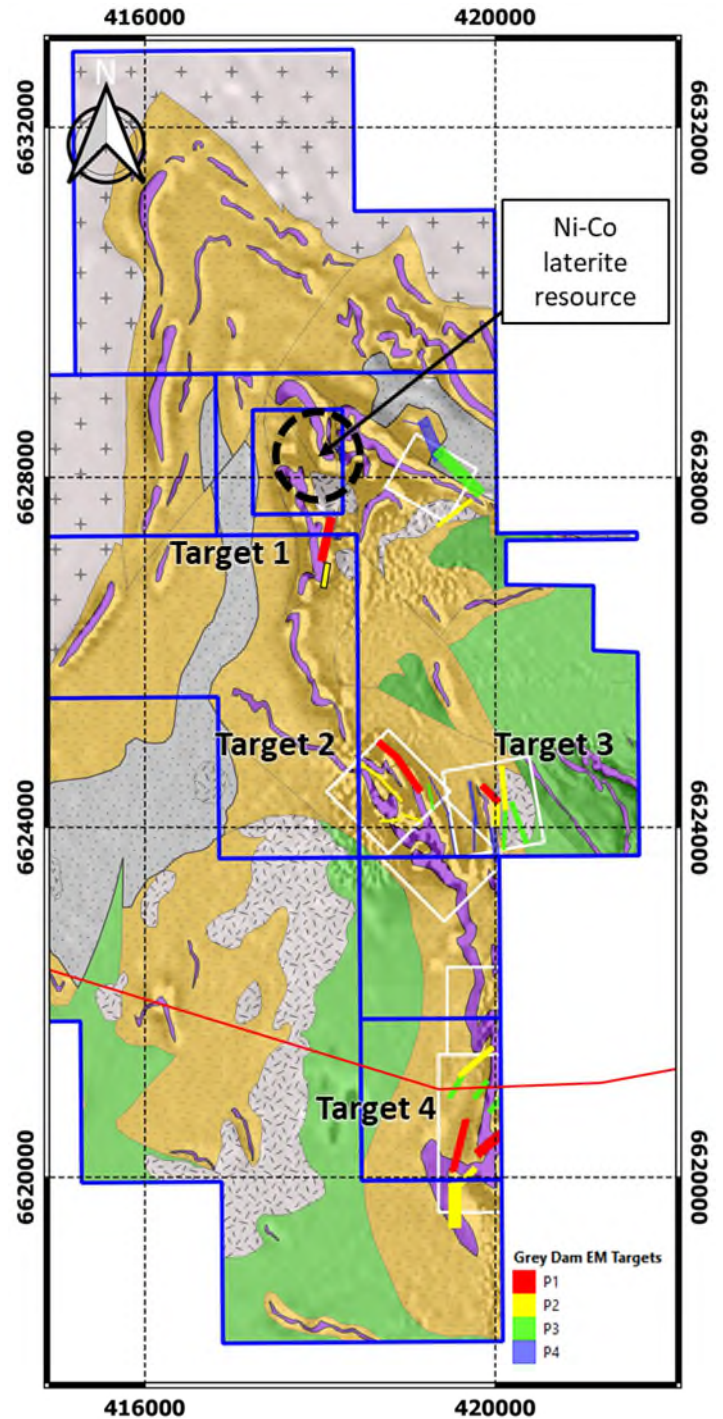 416000
420000
N
6632000
6632000
Ni-Co
laterite
resource
6628000
6628000
Target 1
Target 2
Target 3
6624000
6624000
Target 4
6620000
6620000
Grey Dam EM Targets
P1
P2
P3
P4
416000
420000